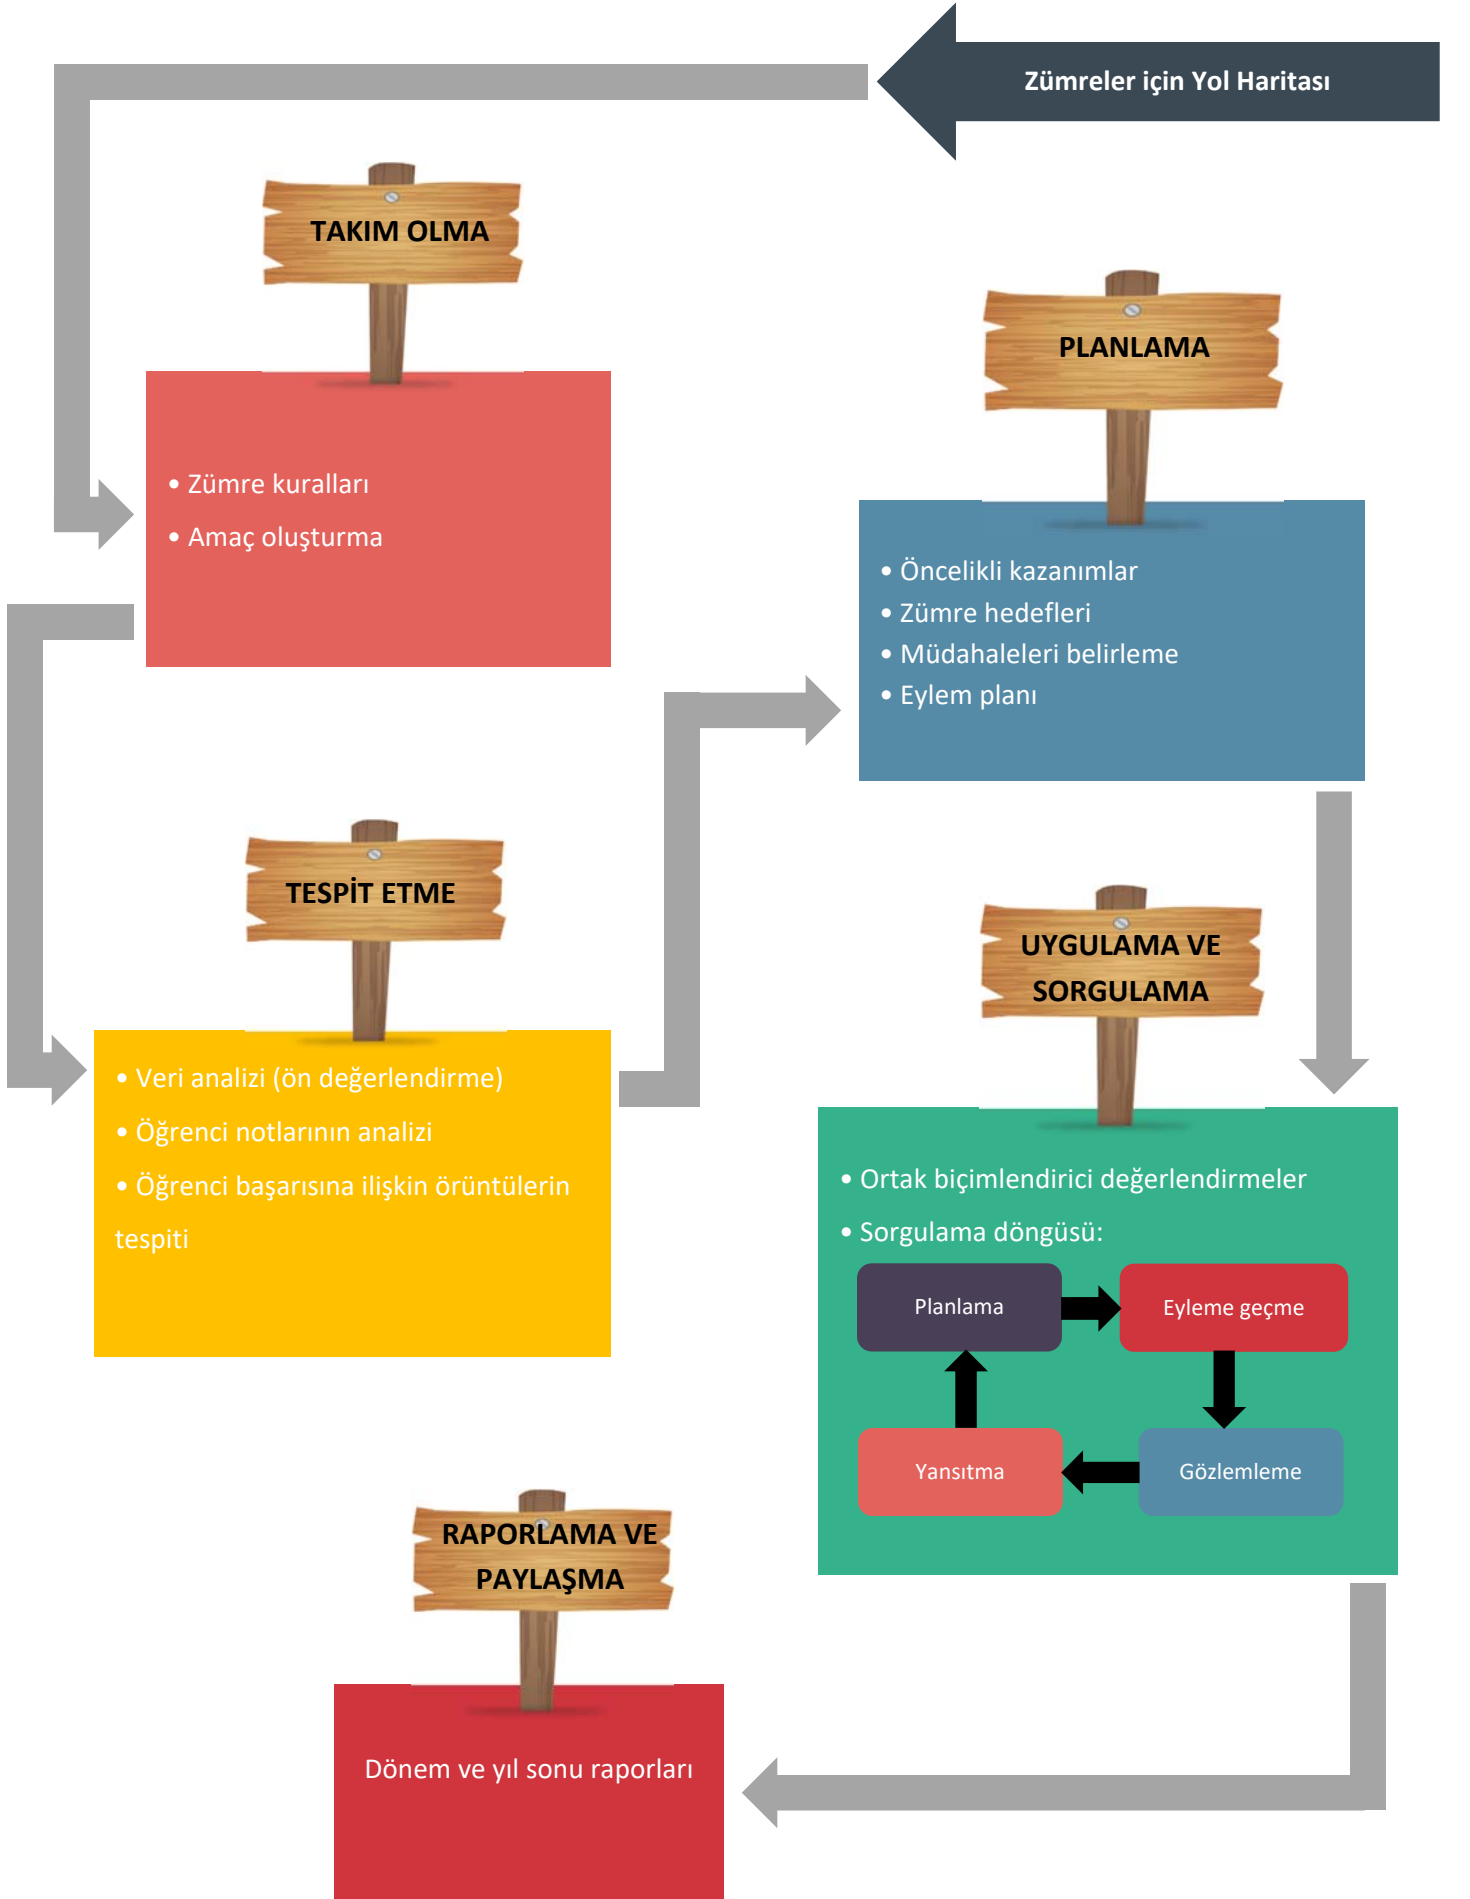 Zümreler için Yol Haritası
TAKIM OLMA
• Zümre kuralları
• Amaç oluşturma
TESPİT ETME
• Veri analizi (ön değerlendirme)
• Öğrenci notlarının analizi
• Öğrenci başarısına ilişkin örüntülerin
tespiti
PLANLAMA
• Öncelikli kazanımlar
• Zümre hedefleri
• Müdahaleleri belirleme
• Eylem planı
UYGULAMA VE
SORGULAMA
• Ortak biçimlendirici değerlendirmeler
• Sorgulama döngüsü:
Planlama
Eyleme geçme
Gözlemleme
Yansıtma
RAPORLAMA VE
PAYLAŞMA
Dönem ve yıl sonu raporları